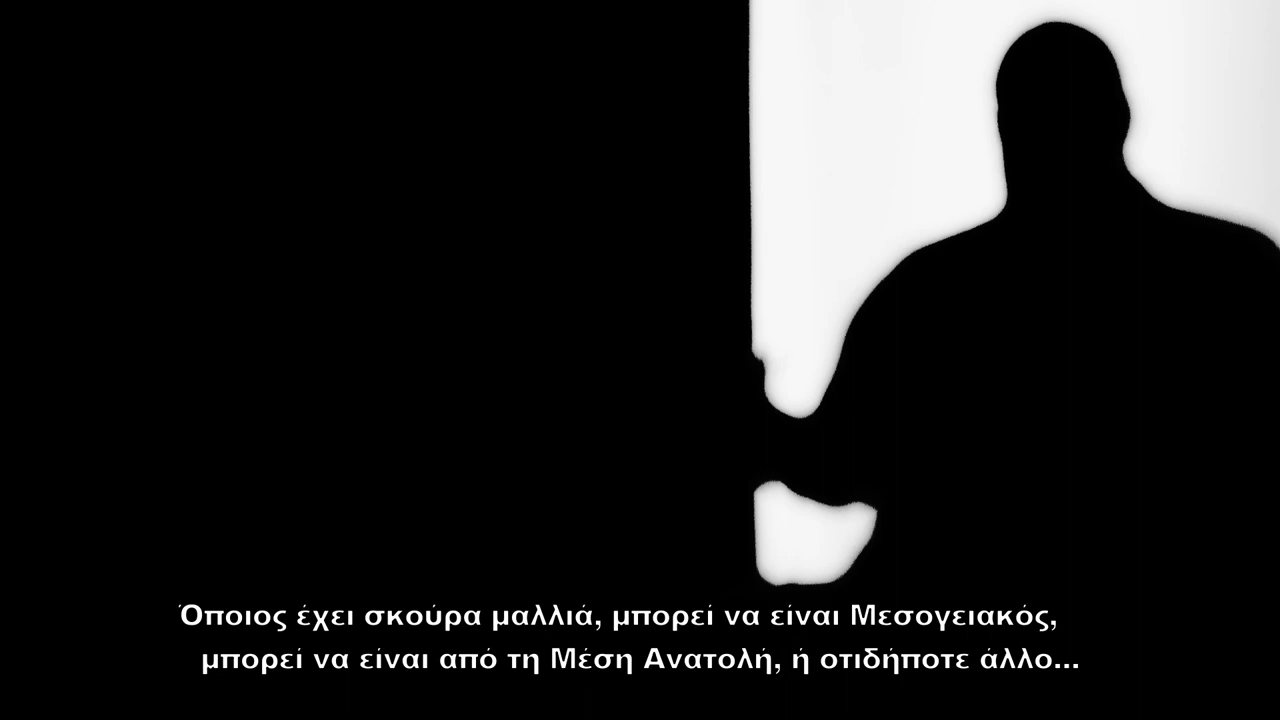 Όποιος έχει σκούρα μαλλιά, μπορεί να είναι Μεσογειακός,
μπορεί να είναι από τη Μέση Ανατολή, ή οτιδήποτε άλλο...